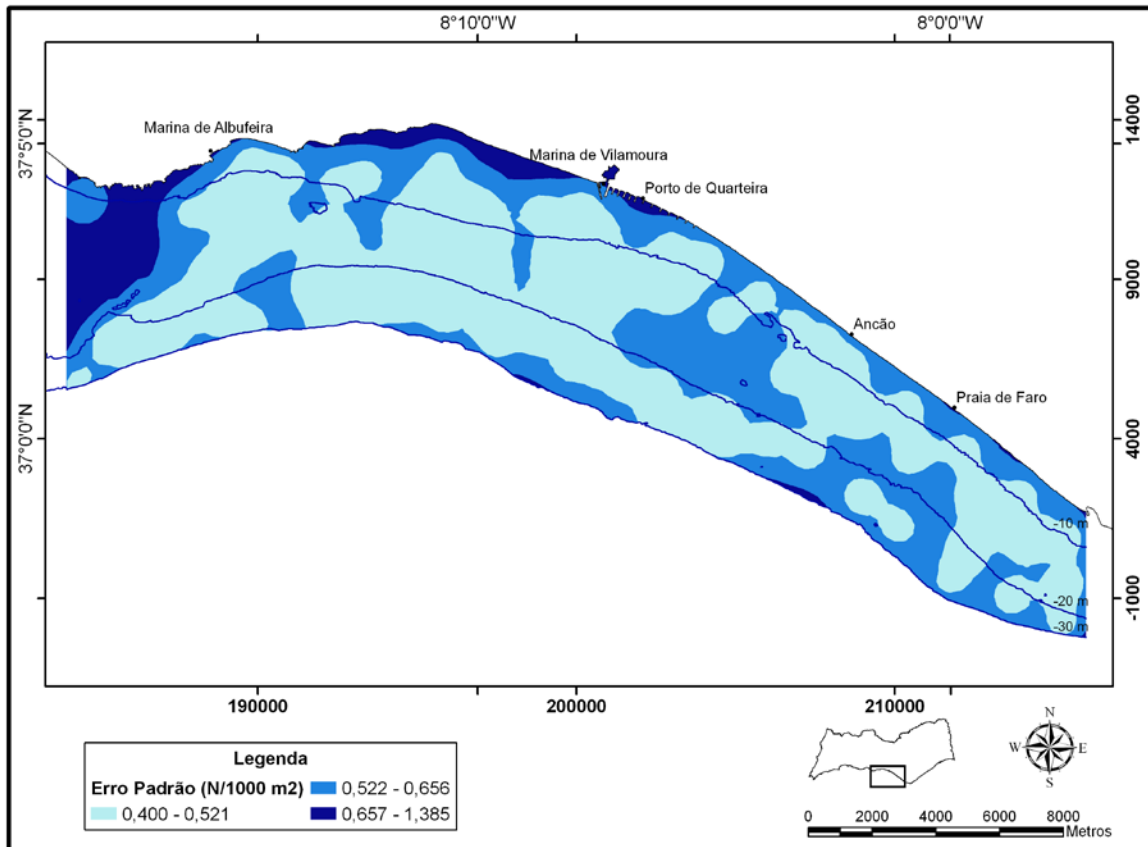 8°10'0"W 8°0'0"W
37°5'0"N
14000
Marina de Albufeira
Marina de Vilamoura
Porto de Quarteira
9000
Ancão
Praia de Faro
37°0'0"N
4000
-10 m
-20 m
-1000
-30 m
190000 200000 210000
Legenda
Erro Padrão (N/1000 m2)
0,400 - 0,521
0,522 - 0,656
0,657 - 1,385
N
W E
S
0 2000 4000 6000 8000
Metros